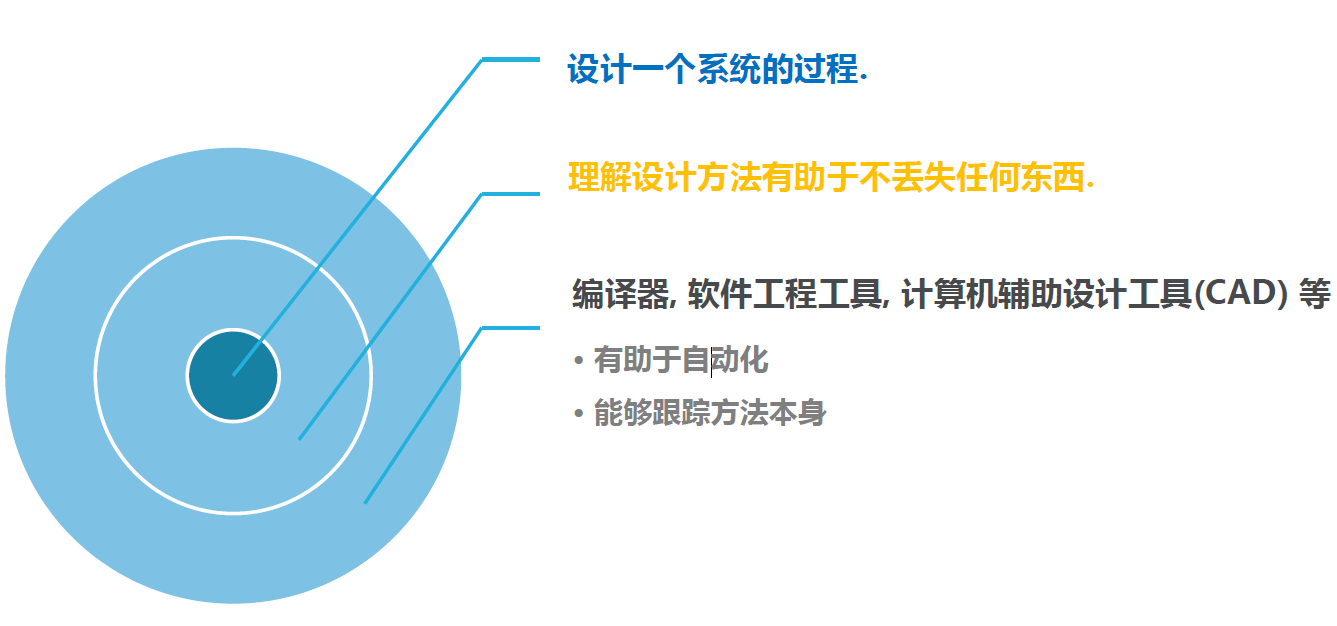 设计一个系统的过程.
理解设计方法有助于不丢失任何东西.
编译器, 软件工程工具, 计算机辅助设计工具(CAD) 等
• 有助于自动化
• 能够跟踪方法本身